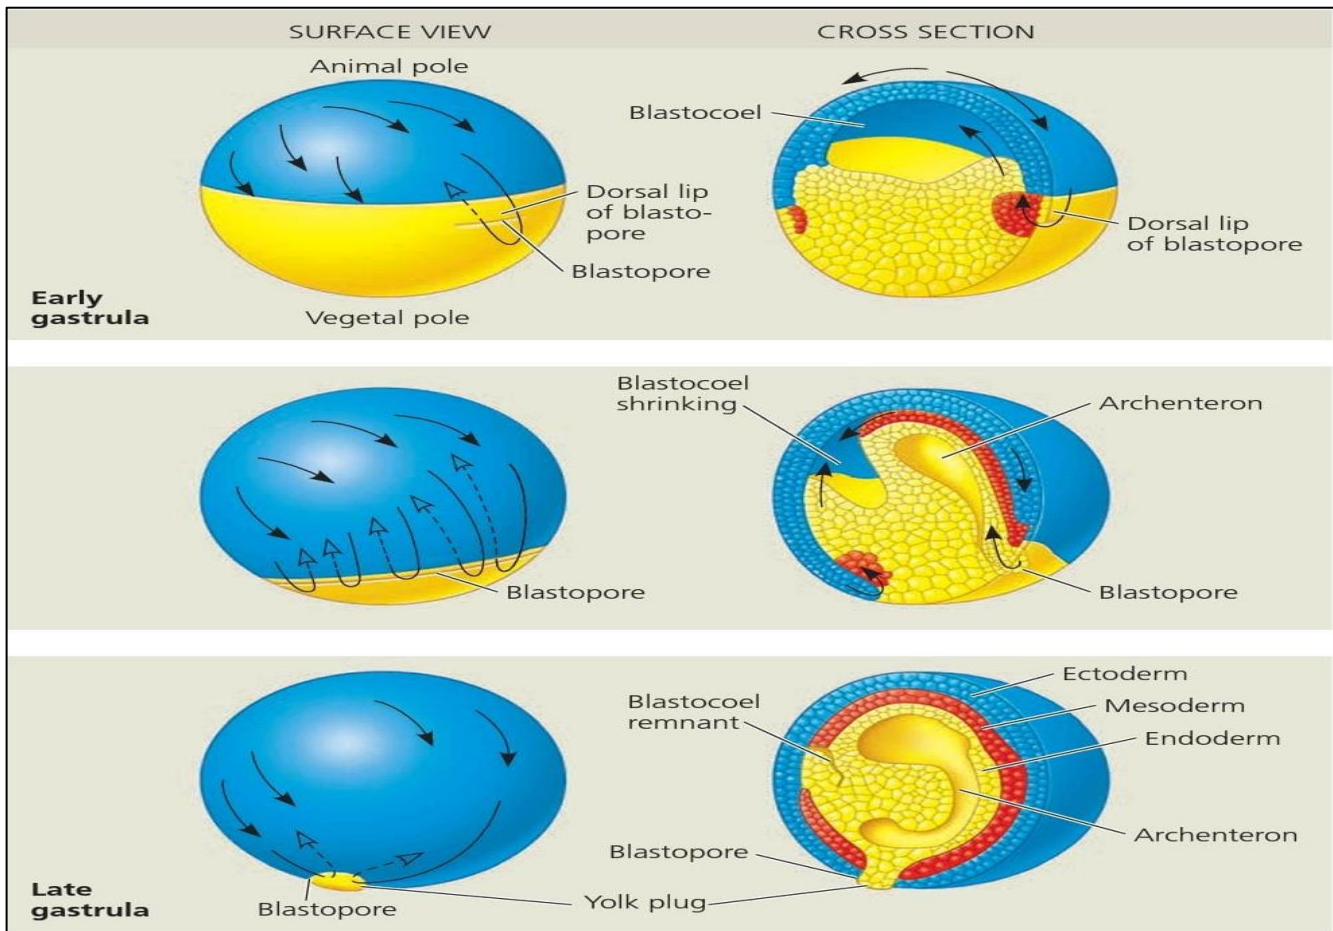 SURFACE VIEW
CROSS SECTION
Animal pole
Dorsal lip
of blasto-
pore
Blastopore
Vegetal pole
Early
gastrula
Blastocoel
Dorsal lip
of blastopore
Blastopore
Blastocoel
shrinking
Archenteron
Blastopore
Late
gastrula
Blastopore
Yolk plug
Blastocoel
remnant
Blastopore
Ectoderm
Mesoderm
Endoderm
Archenteron